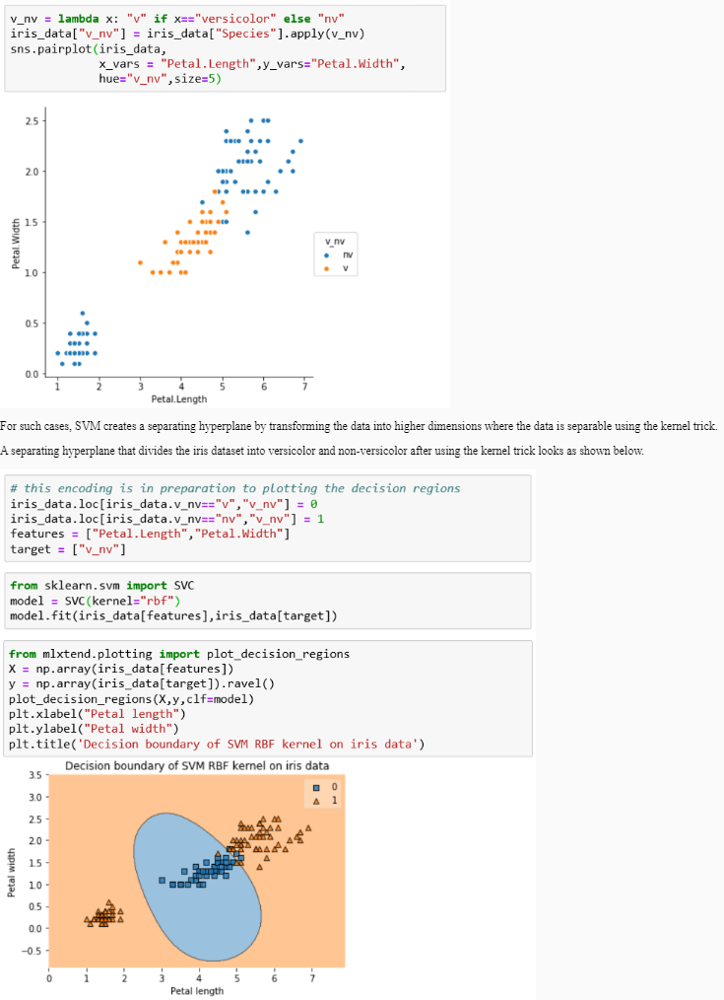 v_nv = lambda x: "v" if x=="versicolor" else "nv"
iris_data["v_nv"] = iris_data["Species"].apply(v_nv)
sns.pairplot(iris_data,
x_vars = "Petal.Length",y_vars="Petal.Width",
hue="v_nv",size=5)
2.5
2.0
1.5
1.0
0.5
0.0
Petal.Width
v_nv
nv
v
1 2 3 4 5 6 7
Petal.Length
For such cases, SVM creates a separating hyperplane by transforming the data into higher dimensions where the data is separable using the kernel trick.
A separating hyperplane that divides the iris dataset into versicolor and non-versicolor after using the kernel trick looks as shown below.
# this encoding is in preparation to plotting the decision regions
iris_data.loc[iris_data.v_nv=="v","v_nv"] = 0
iris_data.loc[iris_data.v_nv=="nv","v_nv"] = 1
features = ["Petal.Length","Petal.Width"]
target = ["v_nv"]
from sklearn.svm import SVC
model = SVC(kernel="rbf")
model.fit(iris_data[features],iris_data[target])
from mlxtend.plotting import plot_decision_regions
X = np.array(iris_data[features])
y = np.array(iris_data[target]).ravel()
plot_decision_regions(X,y,clf=model)
plt.xlabel("Petal length")
plt.ylabel("Petal width")
plt.title('Decision boundary of SVM RBF kernel on iris data')
Decision boundary of SVM RBF kernel on iris data
3.5
3.0
2.5
2.0
1.5
1.0
0.5
0.0
−0.5
Petal width
0
1
0 1 2 3 4 5 6 7
Petal length